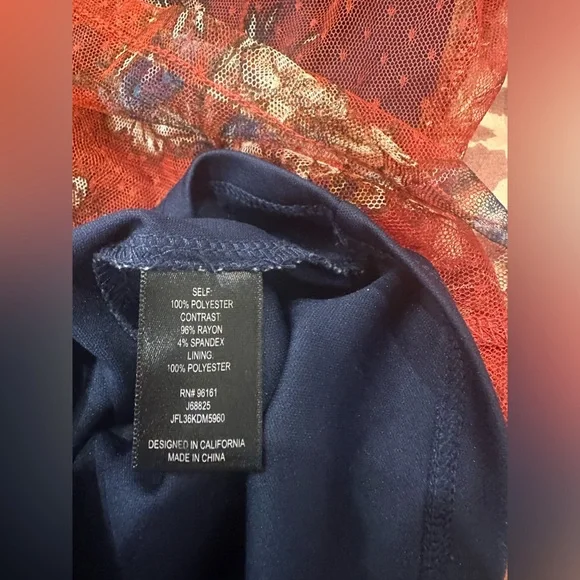 SELF:
100% POLYESTER
CONTRAST:
96% RAYON
4% SPANDEX
LINING:
100% POLYESTER
RN# 96161
J68825
JFL36KDM5960
DESIGNED IN CALIFORNIA
MADE IN CHINA